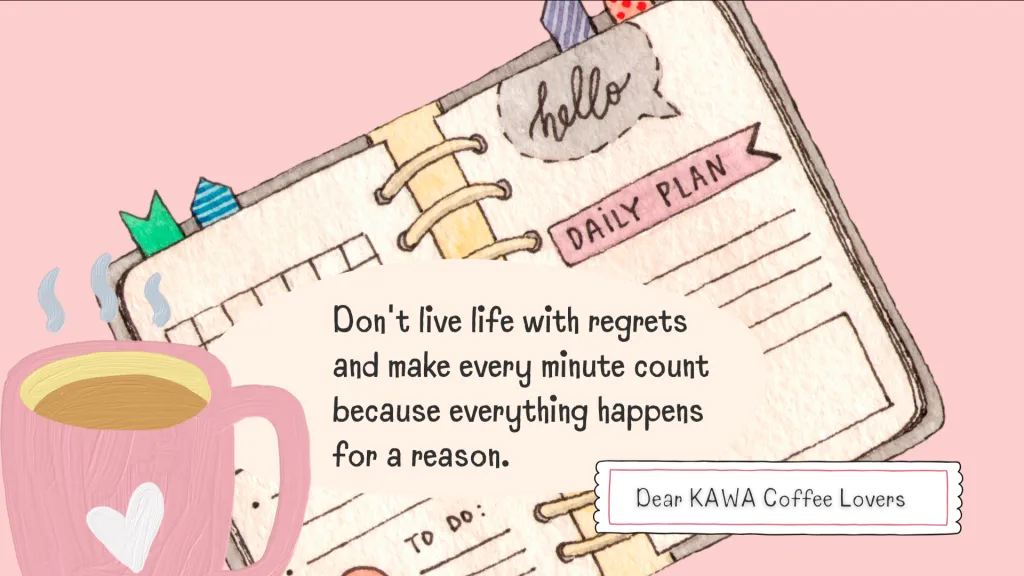 hello
DAILY PLAN
Don't live life with regrets
and make every minute count
because everything happens
for a reason.
Dear KAWA Coffee Lovers
TO DO: